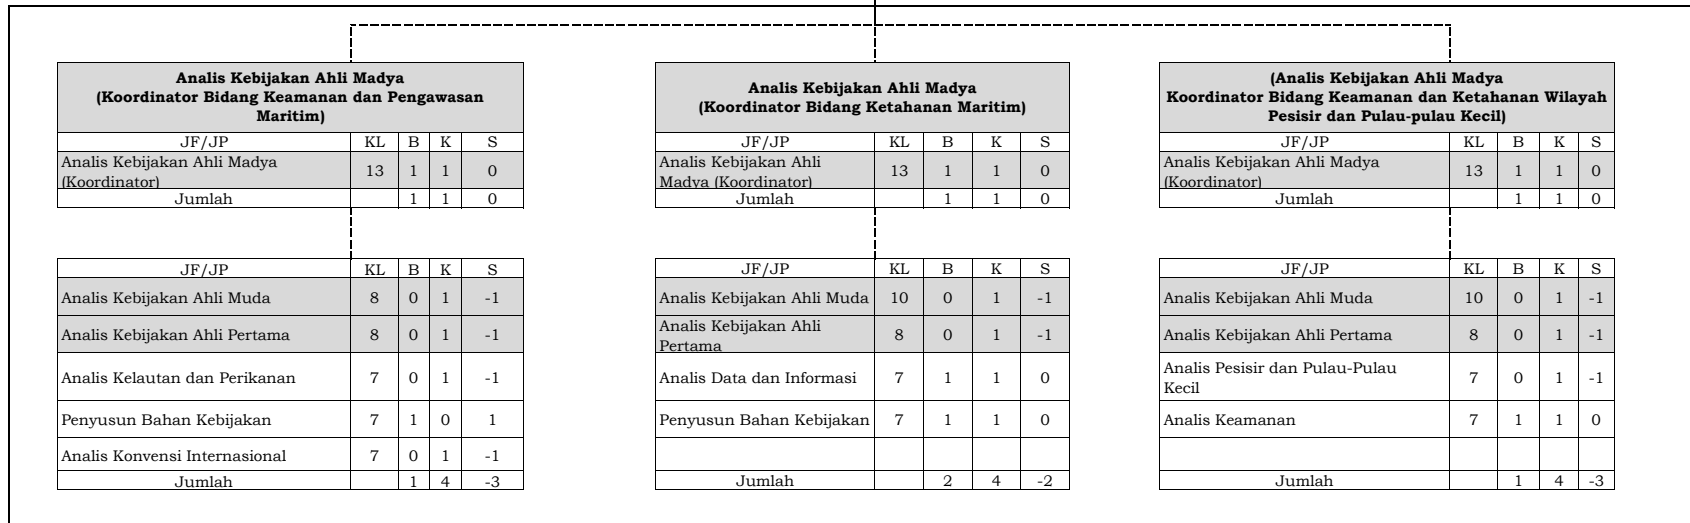 Analis Kebijakan Ahli Madya
(Koordinator Bidang Keamanan dan Pengawasan
Maritim)
JF/JP KL B K S
Analis Kebijakan Ahli Madya
(Koordinator) 13 1 1 0
Jumlah 1 1 0
JF/JP KL B K S
Analis Kebijakan Ahli Muda 8 0 1 -1
Analis Kebijakan Ahli Pertama 8 0 1 -1
Analis Kelautan dan Perikanan 7 0 1 -1
Penyusun Bahan Kebijakan 7 1 0 1
Analis Konvensi Internasional 7 0 1 -1
Jumlah 1 4 -3
Analis Kebijakan Ahli Madya
(Koordinator Bidang Ketahanan Maritim)
JF/JP KL B K S
Analis Kebijakan Ahli
Madya (Koordinator) 13 1 1 0
Jumlah 1 1 0
JF/JP KL B K S
Analis Kebijakan Ahli Muda 10 0 1 -1
Analis Kebijakan Ahli
Pertama 8 0 1 -1
Analis Data dan Informasi 7 1 1 0
Penyusun Bahan Kebijakan 7 1 1 0
Jumlah 2 4 -2
(Analis Kebijakan Ahli Madya
Koordinator Bidang Keamanan dan Ketahanan Wilayah
Pesisir dan Pulau-pulau Kecil)
JF/JP KL B K S
Analis Kebijakan Ahli Madya
(Koordinator) 13 1 1 0
Jumlah 1 1 0
JF/JP KL B K S
Analis Kebijakan Ahli Muda 10 0 1 -1
Analis Kebijakan Ahli Pertama 8 0 1 -1
Analis Pesisir dan Pulau-Pulau
Kecil 7 0 1 -1
Analis Keamanan 7 1 1 0
Jumlah 1 4 -3